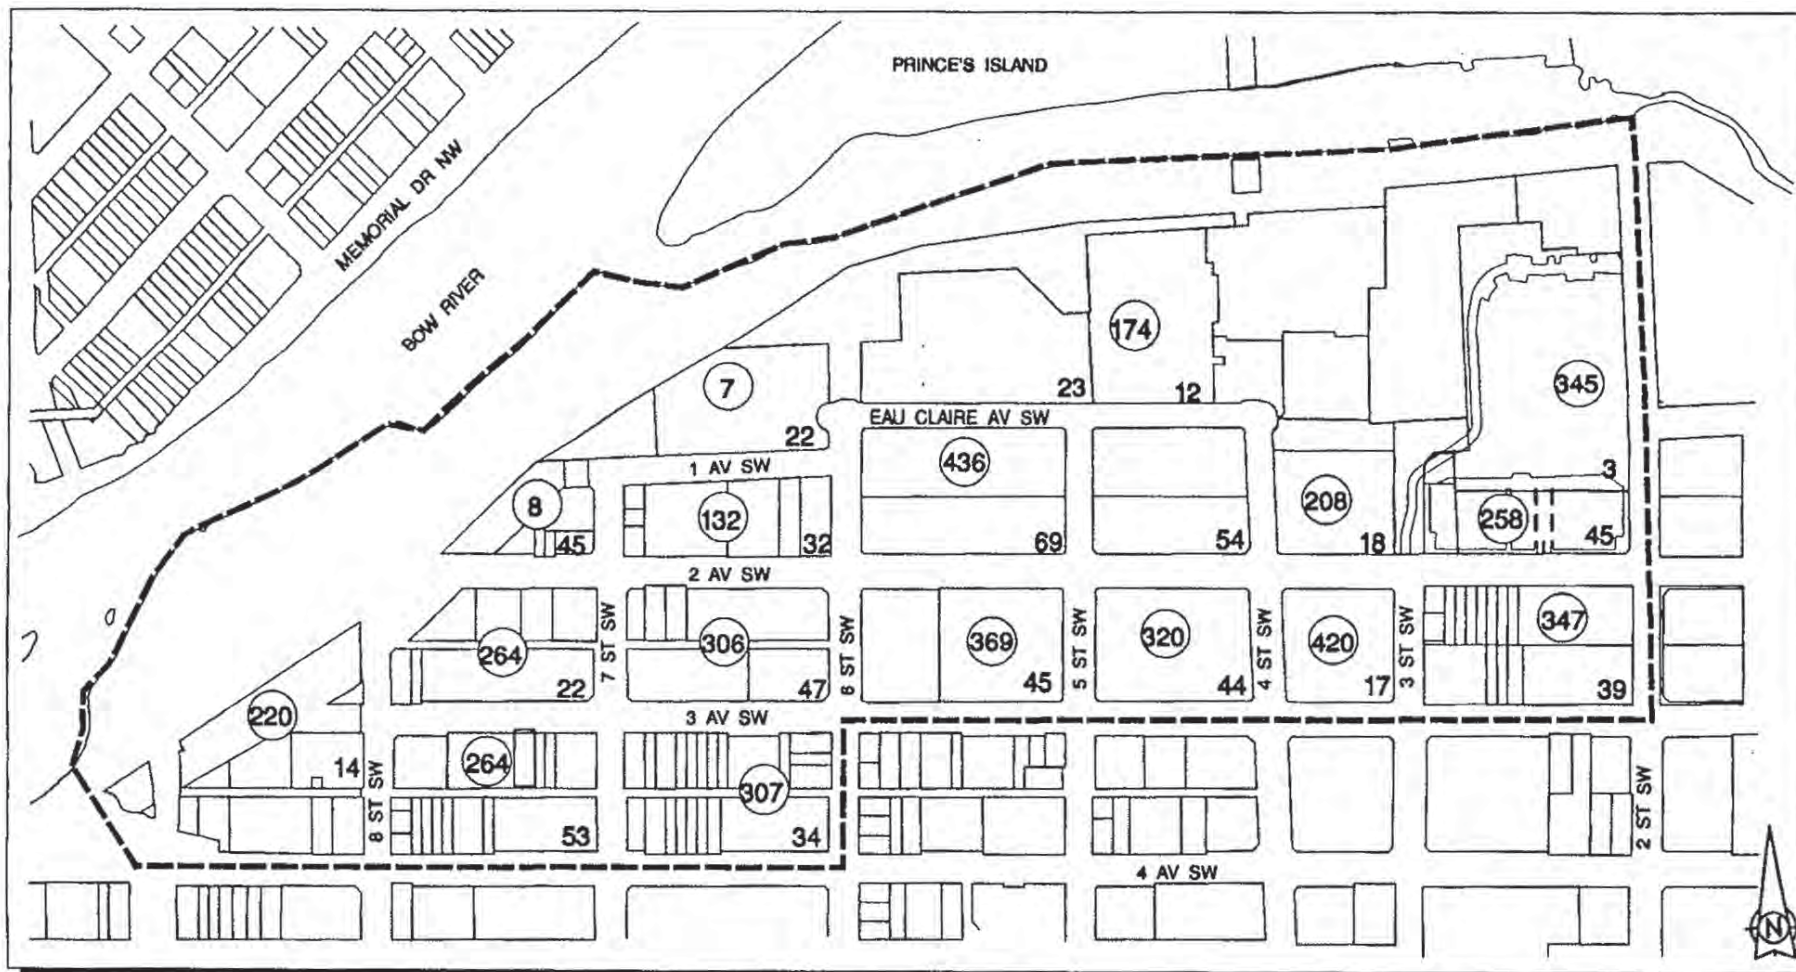 PRINCE'S ISLAND
MEMORIAL DR NW
BOW RIVER
174
345
7
23
12
EAU CLAIRE AV SW
22
436
1 AV SW
3
8
132
208
258
45
32
69
54
18
45
2 AV SW
347
264
7 ST SW
306
6 ST SW
369
5 ST SW
320
4 ST SW
420
3 ST SW
22
47
45
44
17
39
220
3 AV SW
14
8 ST SW
264
307
2 ST SW
53
34
4 AV SW
N